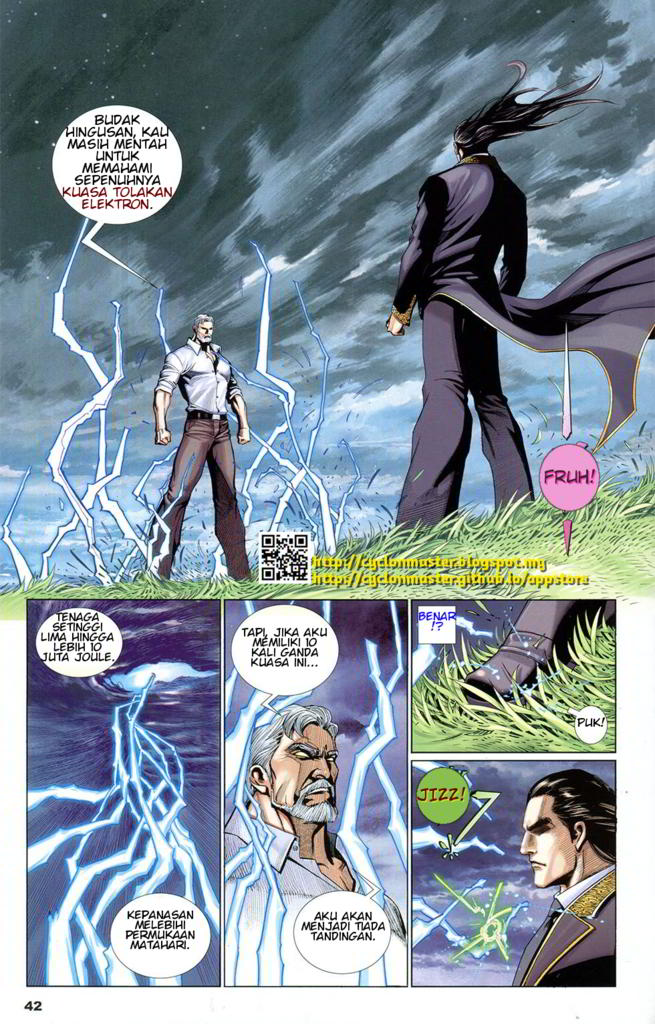 BUDAK
HINGUSAN, KAU
MASIH MENTAH
UNTUK
MEMAHAMI
SEPENUHNYA
KUASA TOLAKAN
ELEKTRON.
FRUH!
http://cyclonmaster.blogspot.my
http://cyclonmaster.github.io/appstore
TENAGA
SETINGGI
LIMA HINGGA
LEBIH 10
JUTA JOULE.
KEPANASAN
MELEBIHI
PERMUKAAN
MATAHARI.
TAPI, JIKA AKU
MEMILIKI 10
KALI GANDA
KUASA INI...
AKU AKAN
MENJADI TIADA
TANDINGAN.
BENAR
!?
PUK!
JIZZ!
42